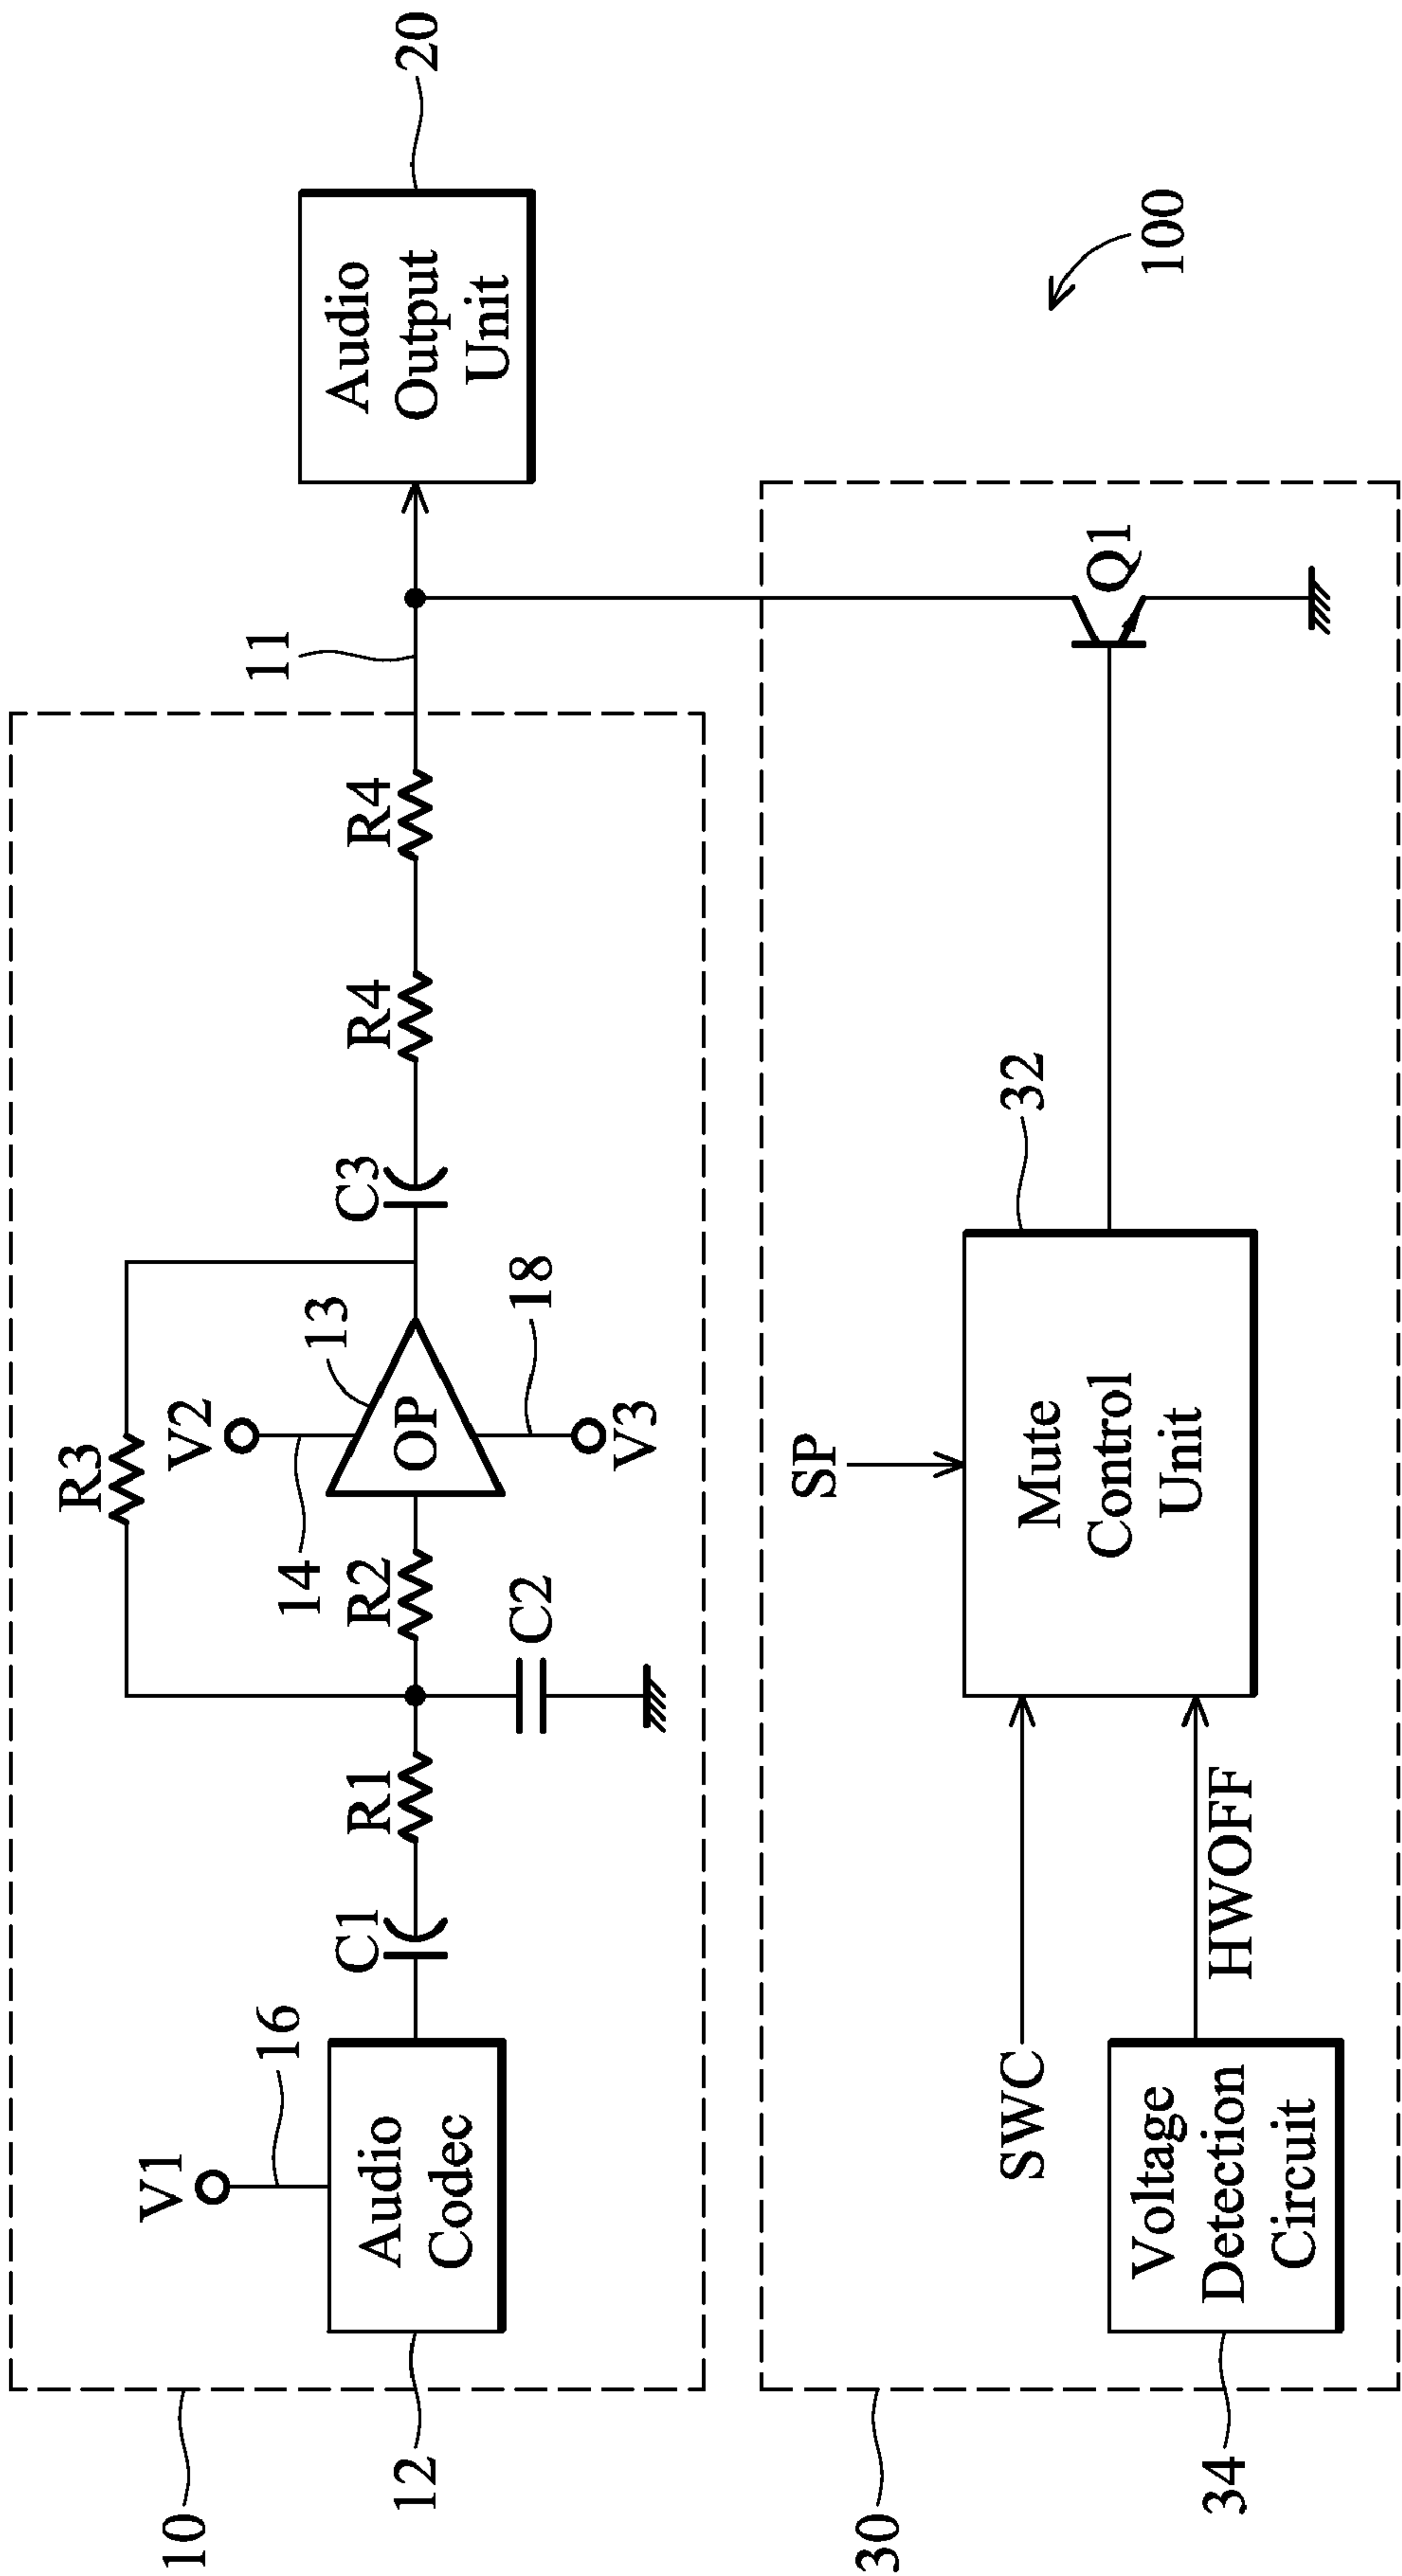 10
12
V1
16
Audio
Codec
C1
R1
R3
C2
R2
14
V2
13
OP
18
V3
C3
R4
R4
11
Audio
Output
Unit
20
100
30
34
Voltage
Detection
Circuit
SWC
HWOFF
SP
Mute
Control
Unit
32
Q1